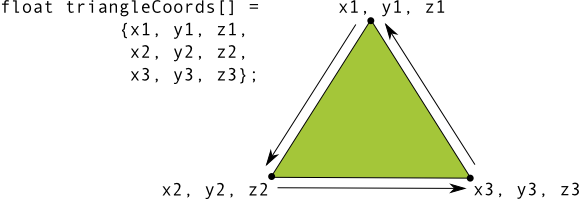 float triangleCoords[] =
{x1, y1, z1,
x2, y2, z2,
x3, y3, z3};
x1, y1, z1
x2, y2, z2
x3, y3, z3